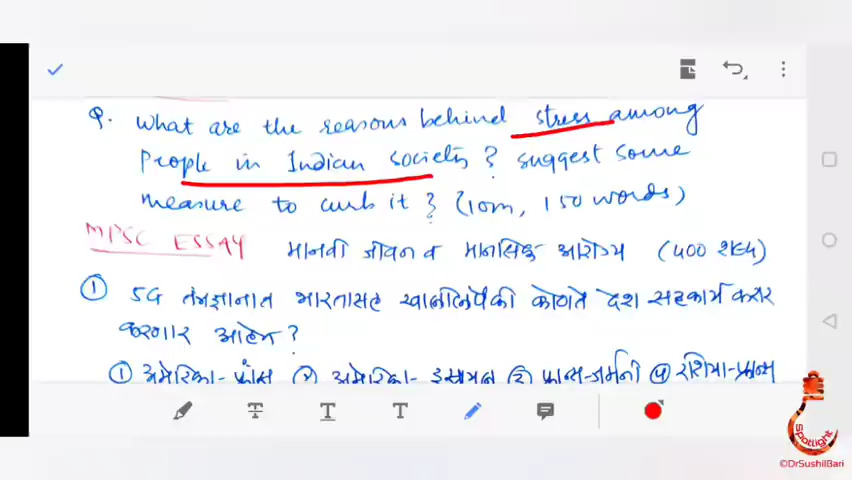 Q. What are the reasons behind stress among
People in Indian Society? suggest some
measure to curb it? (10m, 150 words)
MPSC ESSAY मानवी जीवन व मानसिक आरोग्य (400 शब्द)
① 5G तंत्रज्ञानात भारतासह खालीलपैकी कोणते देश सहकार्य करार
करणार आहेत?
① अमेरिका-फ्रांस ② अमेरिका-इस्रायल ③ फ्रान्स-जर्मनी ④ रशिया-फ्रान्स
T T T
Spotlight
©DrSushilBari